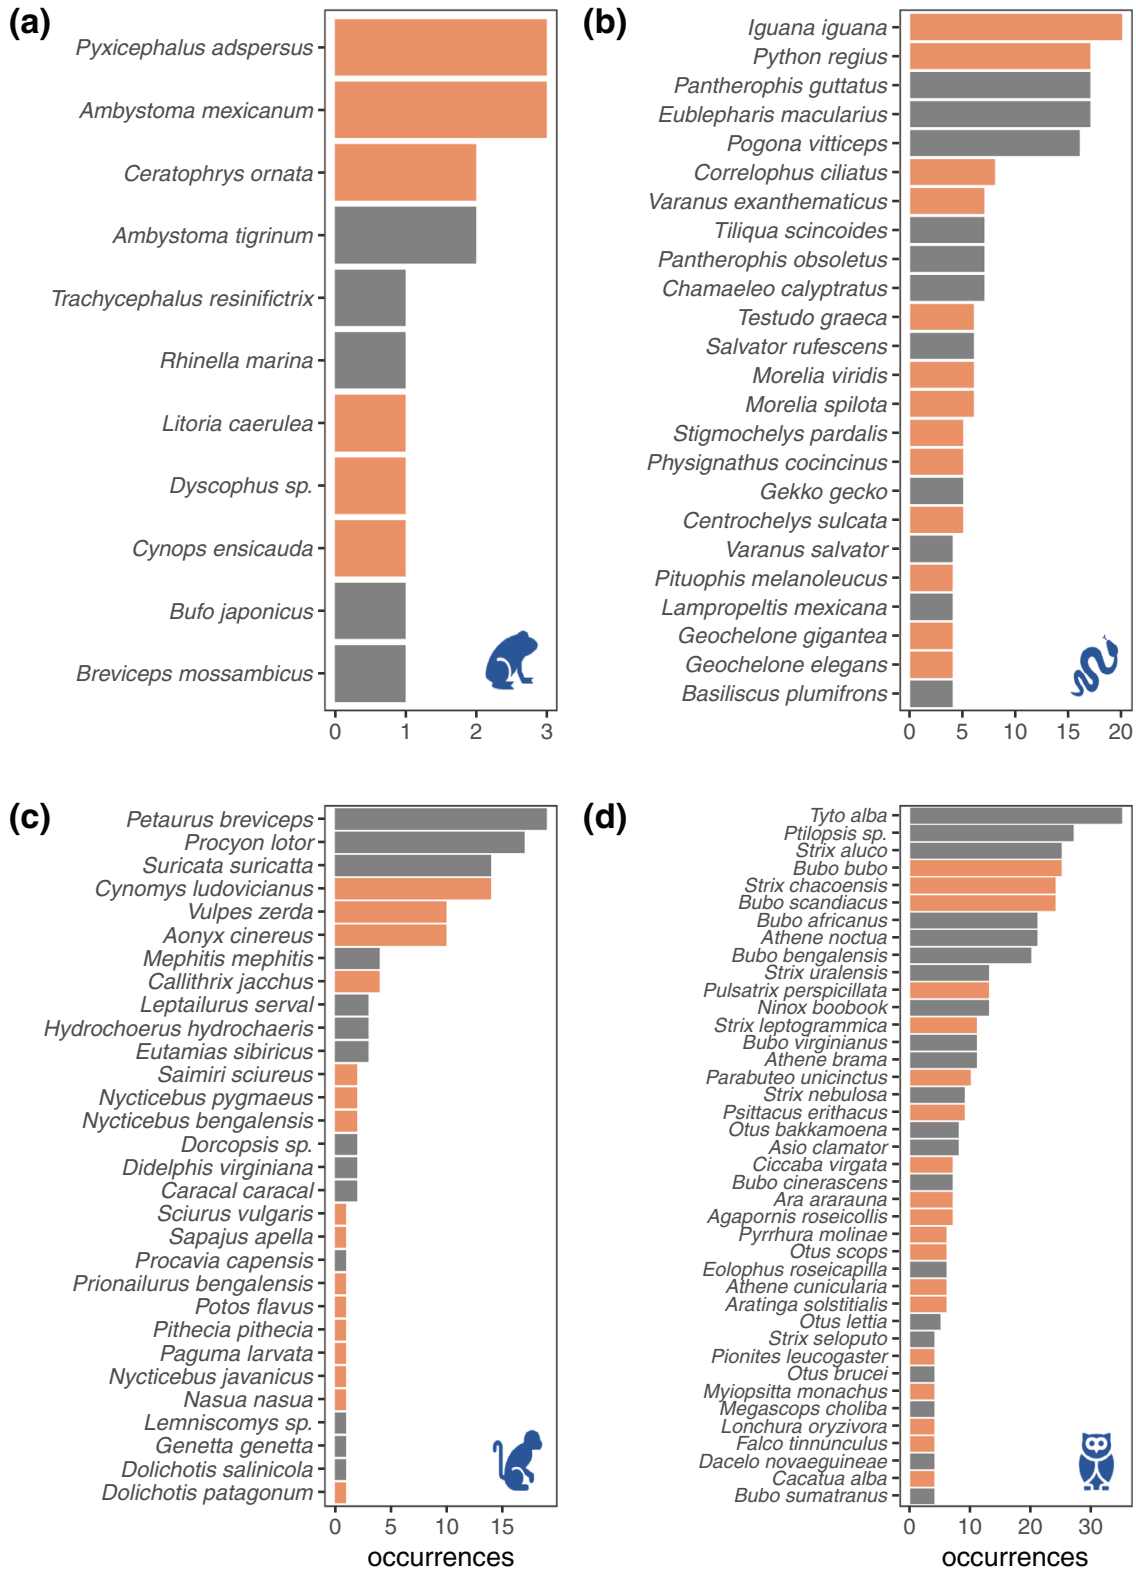 (a)
Pyxicephalus adspersus
Ambystoma mexicanum
Ceratophrys ornata
Ambystoma tigrinum
Trachycephalus resinifictrix
Rhinella marina
Litoria caerulea
Dyscophus sp.
Cynops ensicauda
Bufo japonicus
Breviceps mossambicus
0 1 2 3
(b)
Iguana iguana
Python regius
Pantherophis guttatus
Eublepharis macularius
Pogona vitticeps
Correlophus ciliatus
Varanus exanthematicus
Tiliqua scincoides
Pantherophis obsoletus
Chamaeleo calyptratus
Testudo graeca
Salvator rufescens
Morelia viridis
Morelia spilota
Stigmochelys pardalis
Physignathus cocincinus
Gekko gecko
Centrochelys sulcata
Varanus salvator
Pituophis melanoleucus
Lampropeltis mexicana
Geochelone gigantea
Geochelone elegans
Basiliscus plumifrons
0 5 10 15 20
(c)
Petaurus breviceps
Procyon lotor
Suricata suricatta
Cynomys ludovicianus
Vulpes zerda
Aonyx cinereus
Mephitis mephitis
Callithrix jacchus
Leptailurus serval
Hydrochoerus hydrochaeris
Eutamias sibiricus
Saimiri sciureus
Nycticebus pygmaeus
Nycticebus bengalensis
Dorcopsis sp.
Didelphis virginiana
Caracal caracal
Sciurus vulgaris
Sapajus apella
Procavia capensis
Prionailurus bengalensis
Potos flavus
Pithecia pithecia
Paguma larvata
Nycticebus javanicus
Nasua nasua
Lemniscomys sp.
Genetta genetta
Dolichotis salinicola
Dolichotis patagonum
0 5 10 15
occurrences
(d)
Tyto alba
Ptilopsis sp.
Strix aluco
Bubo bubo
Strix chacoensis
Bubo scandiacus
Bubo africanus
Athene noctua
Bubo bengalensis
Strix uralensis
Pulsatrix perspicillata
Ninox boobook
Strix leptogrammica
Bubo virginianus
Athene brama
Parabuteo unicinctus
Strix nebulosa
Psittacus erithacus
Otus bakkamoena
Asio clamator
Ciccaba virgata
Bubo cinerascens
Ara ararauna
Agapornis roseicollis
Pyrrhura molinae
Otus scops
Eolophus roseicapilla
Athene cunicularia
Aratinga solstitialis
Otus lettia
Strix seloputo
Pionites leucogaster
Otus brucei
Myiopsitta monachus
Megascops choliba
Lonchura oryzivora
Falco tinnunculus
Dacelo novaeguineae
Cacatua alba
Bubo sumatranus
0 10 20 30
occurrences